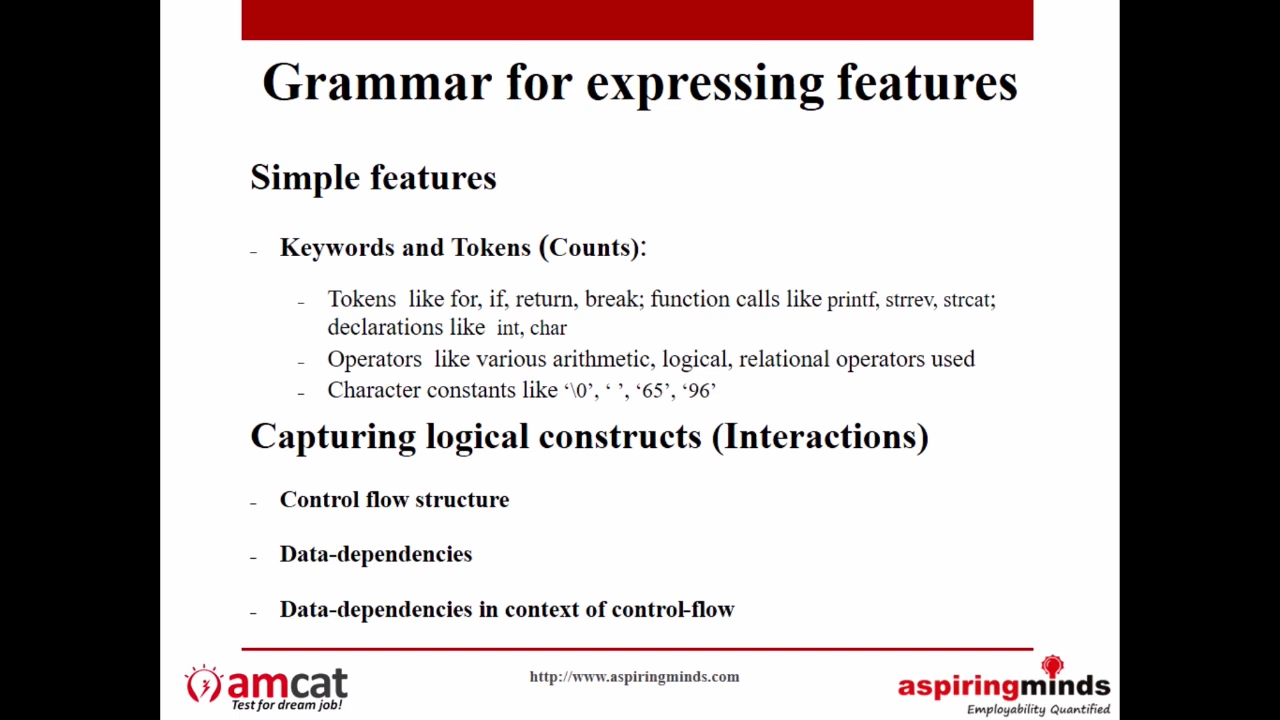 Grammar for expressing features
Simple features
- Keywords and Tokens (Counts):
- Tokens like for, if, return, break; function calls like printf, strrev, strcat;
declarations like int, char
- Operators like various arithmetic, logical, relational operators used
- Character constants like ‘\0’, ‘ ’, ‘65’, ‘96’
Capturing logical constructs (Interactions)
- Control flow structure
- Data-dependencies
- Data-dependencies in context of control-flow
amcat
Test for dream job!
http://www.aspiringminds.com
aspiringminds
Employability Quantified